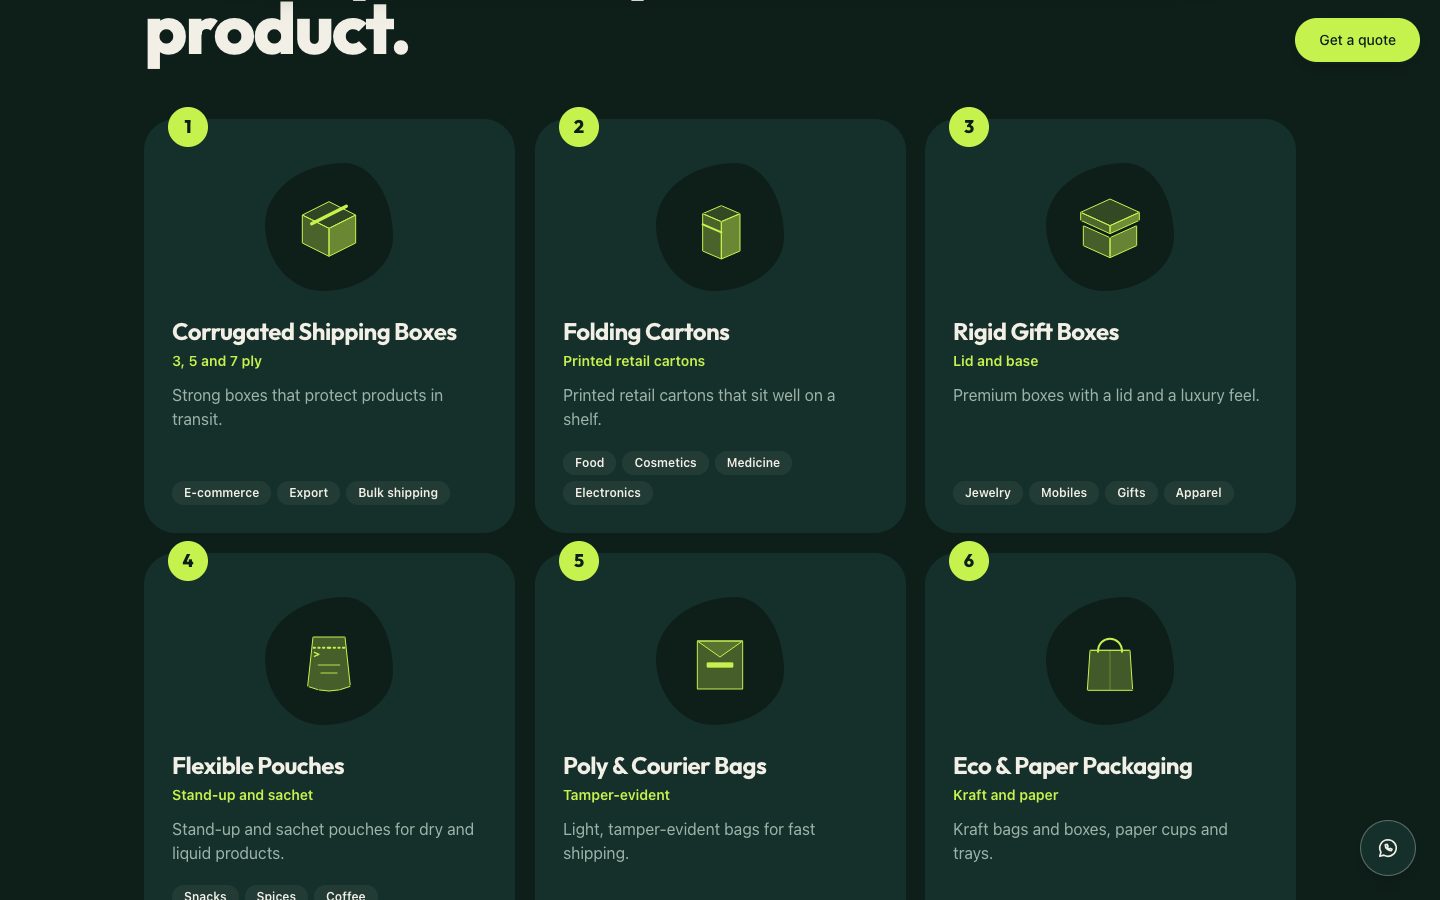 product.
Get a quote
1
2
3
Corrugated Shipping Boxes
3, 5 and 7 ply
Strong boxes that protect products in
transit.
E-commerce
Export
Bulk shipping
Folding Cartons
Printed retail cartons
Printed retail cartons that sit well on a
shelf.
Food
Cosmetics
Medicine
Electronics
Rigid Gift Boxes
Lid and base
Premium boxes with a lid and a luxury feel.
Jewelry
Mobiles
Gifts
Apparel
4
5
6
Flexible Pouches
Stand-up and sachet
Stand-up and sachet pouches for dry and
liquid products.
Snacks
Spices
Coffee
Poly & Courier Bags
Tamper-evident
Light, tamper-evident bags for fast
shipping.
Eco & Paper Packaging
Kraft and paper
Kraft bags and boxes, paper cups and
trays.